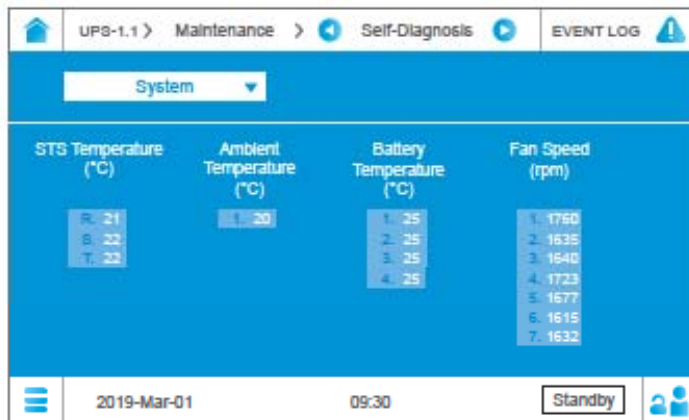 UPS-1.1 > Maintenance > Self-Diagnosis EVENT LOG
System
STS Temperature (°C)
R. 21
S. 22
T. 22
Ambient Temperature (°C)
1. 20
Battery Temperature (°C)
1. 25
2. 25
3. 25
4. 25
Fan Speed (rpm)
1. 1760
2. 1635
3. 1640
4. 1723
5. 1677
6. 1615
7. 1632
2019-Mar-01 09:30 Standby